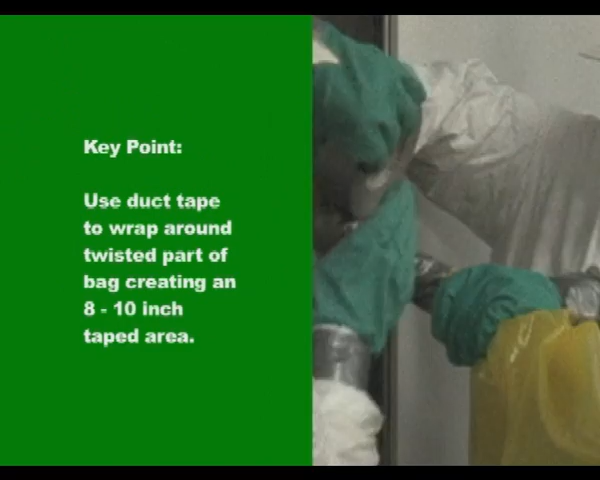 Key Point:
Use duct tape
to wrap around
twisted part of
bag creating an
8 - 10 inch
taped area.